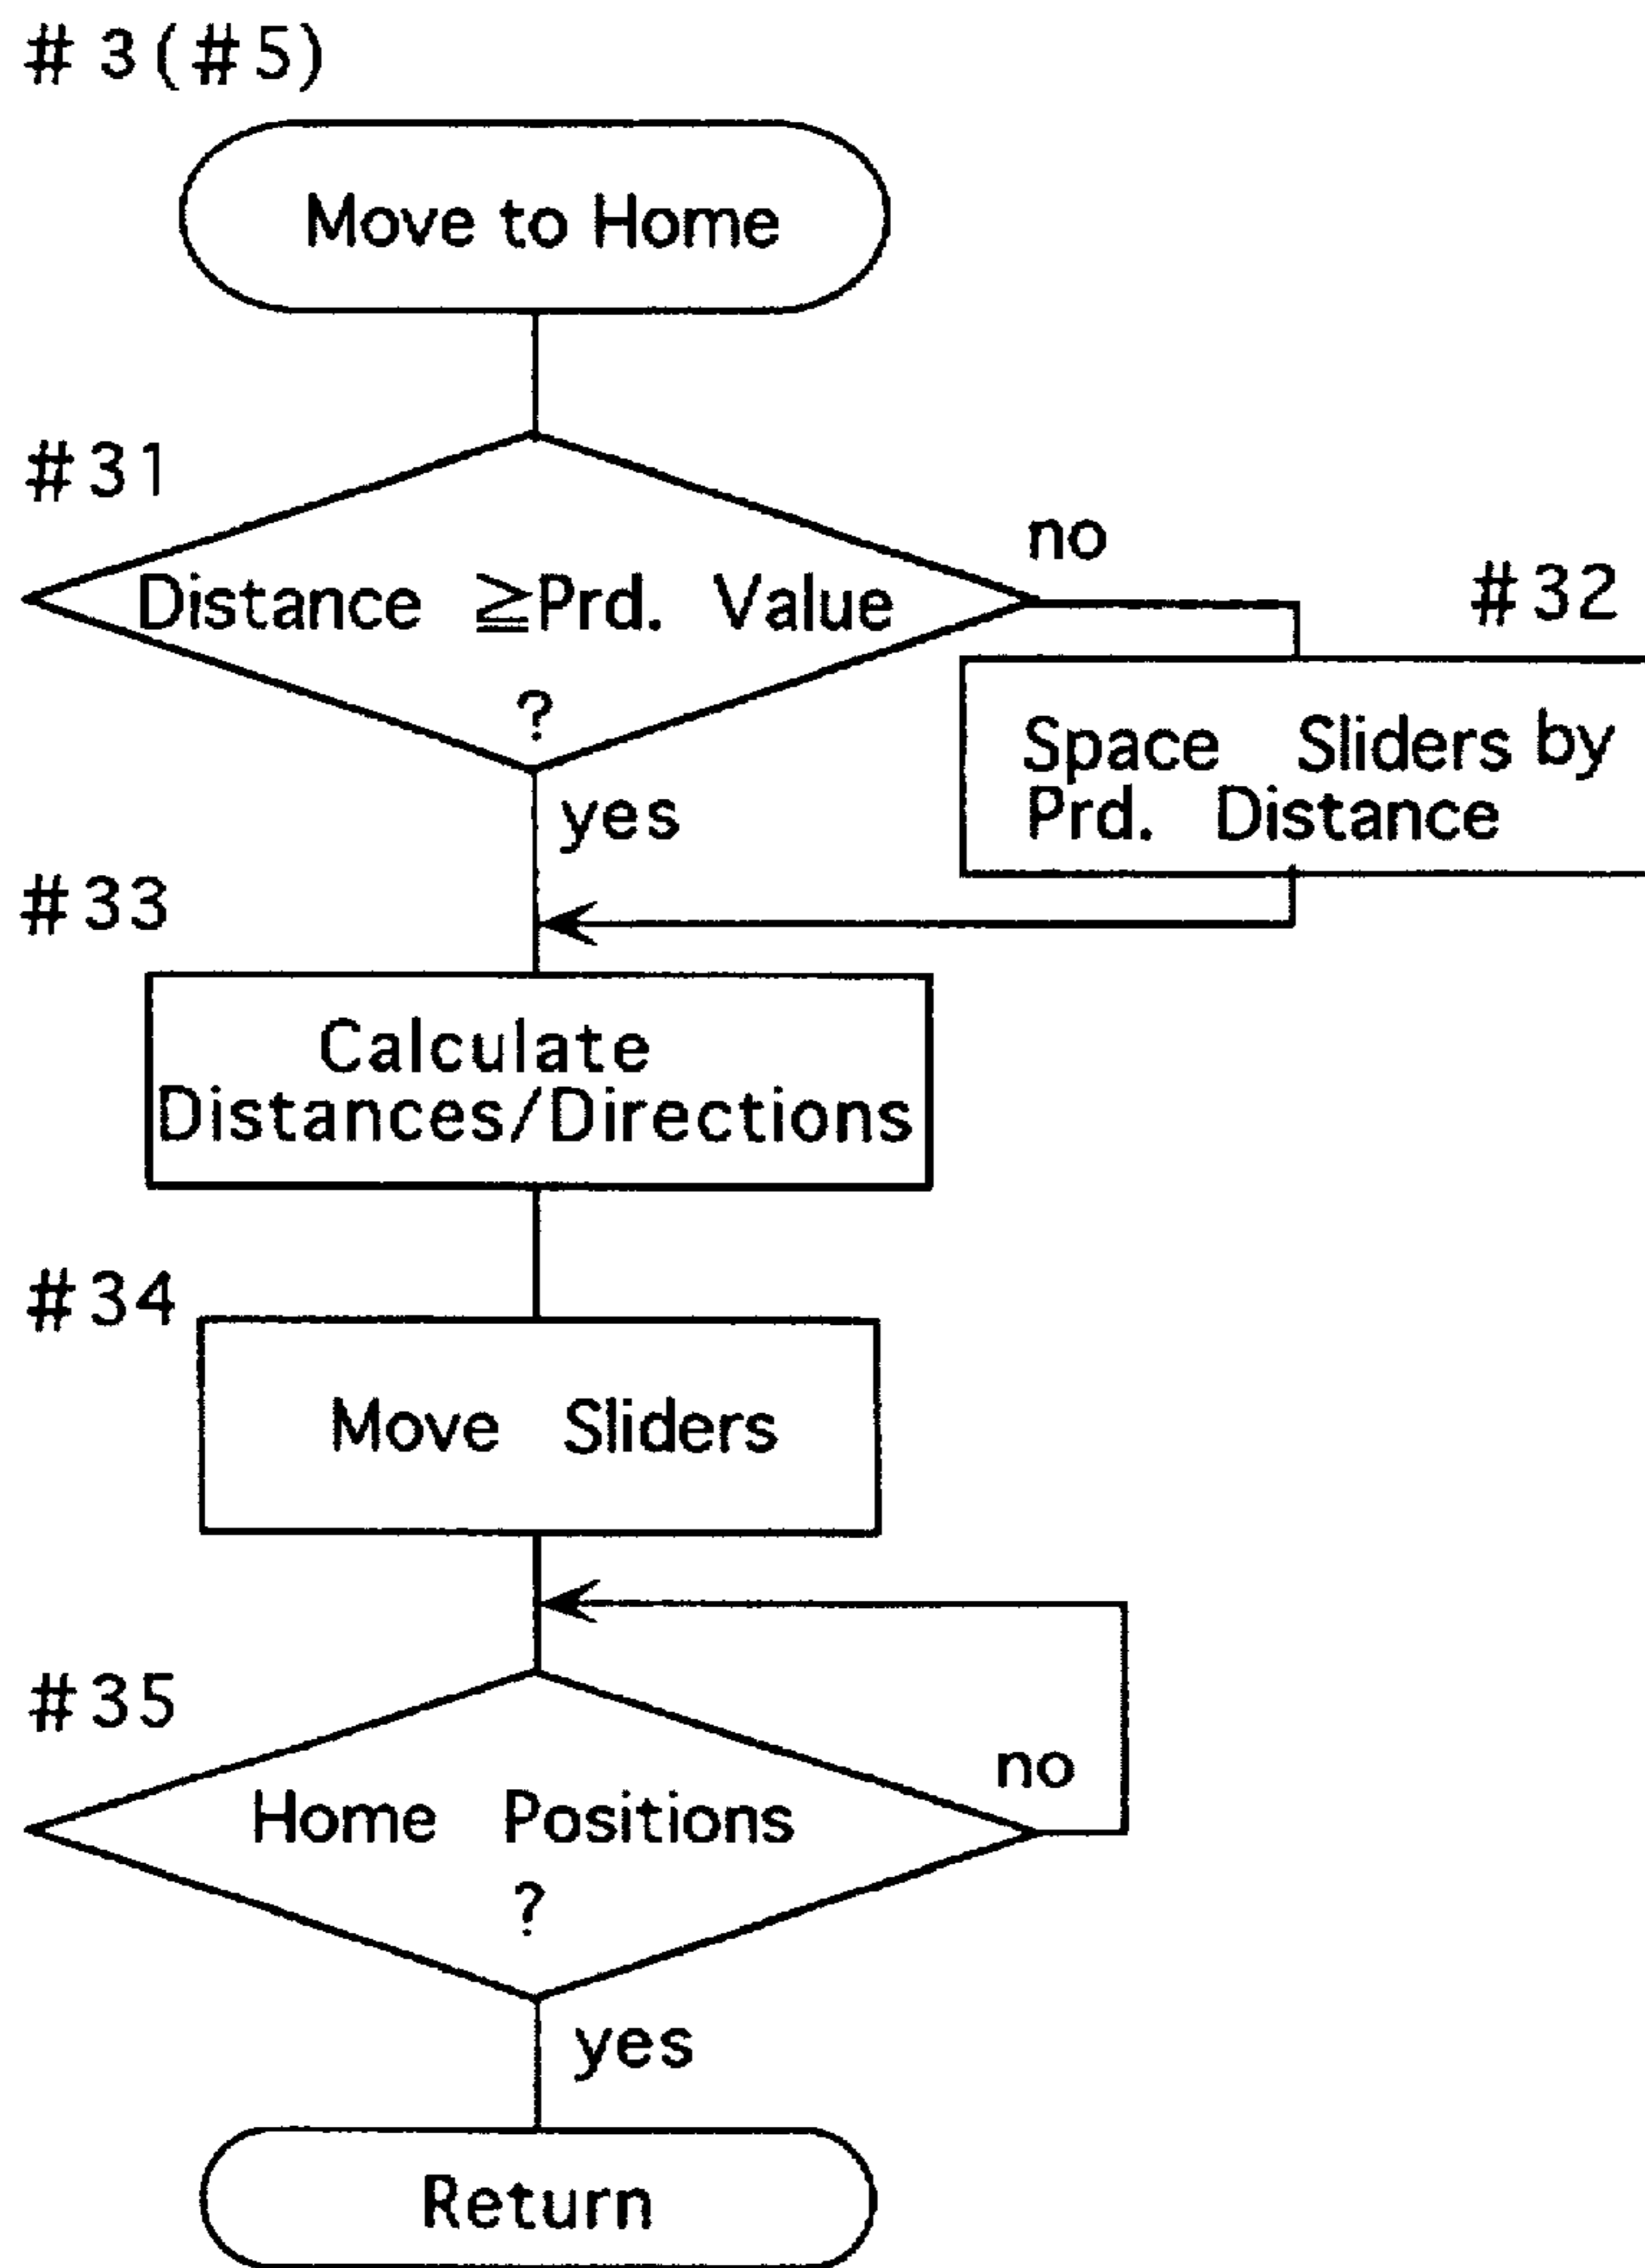 # 3(#5)
Move to Home
#31
Distance ≧Prd. Value
?
no
#32
Space Sliders by
Prd. Distance
yes
#33
Calculate
Distances/Directions
#34
Move Sliders
#35
Home Positions
?
no
yes
Return